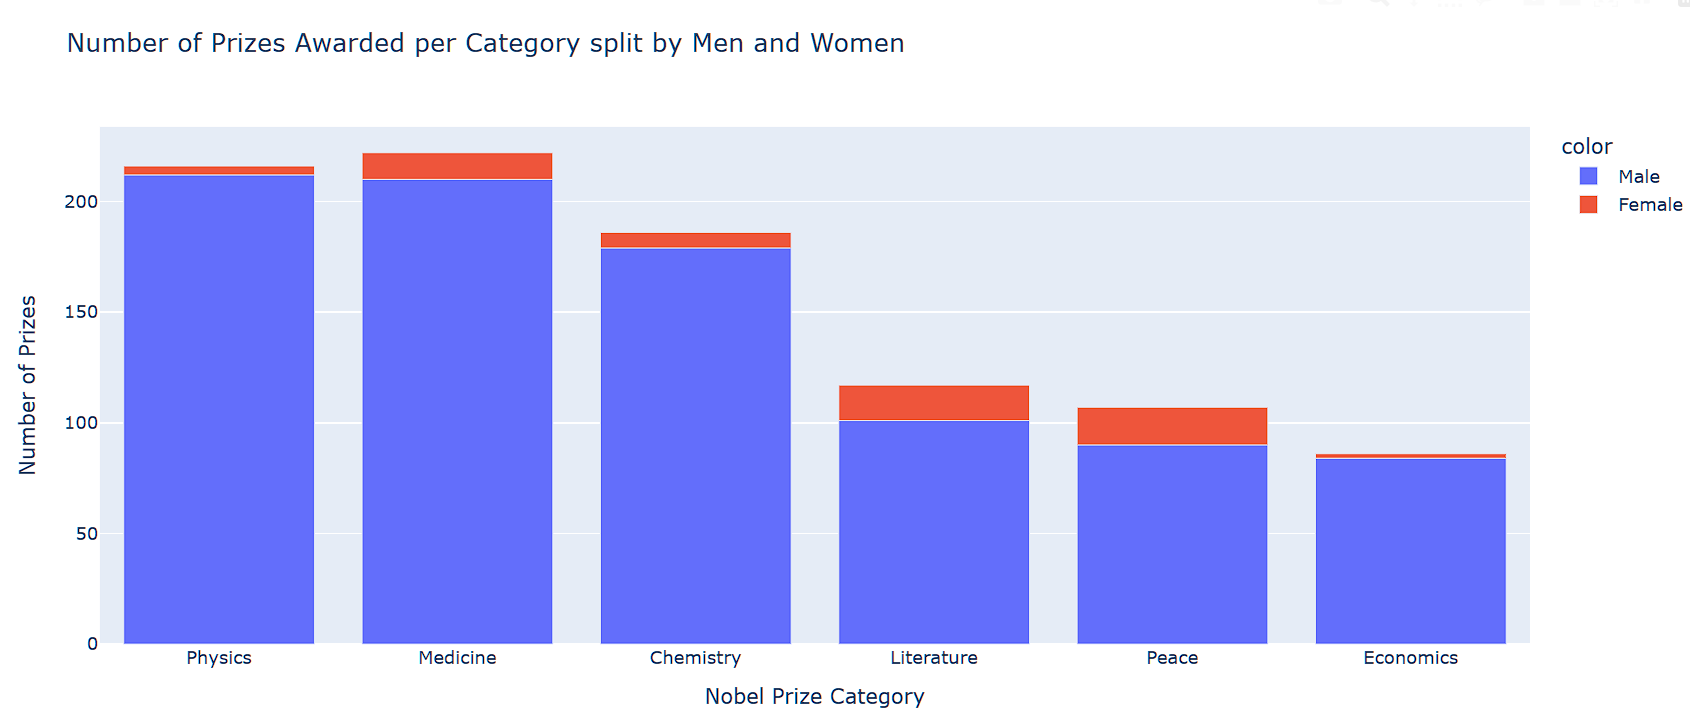 Number of Prizes Awarded per Category split by Men and Women
color
Male
Female
Number of Prizes
200
150
100
50
0
Physics
Medicine
Chemistry
Literature
Peace
Economics
Nobel Prize Category